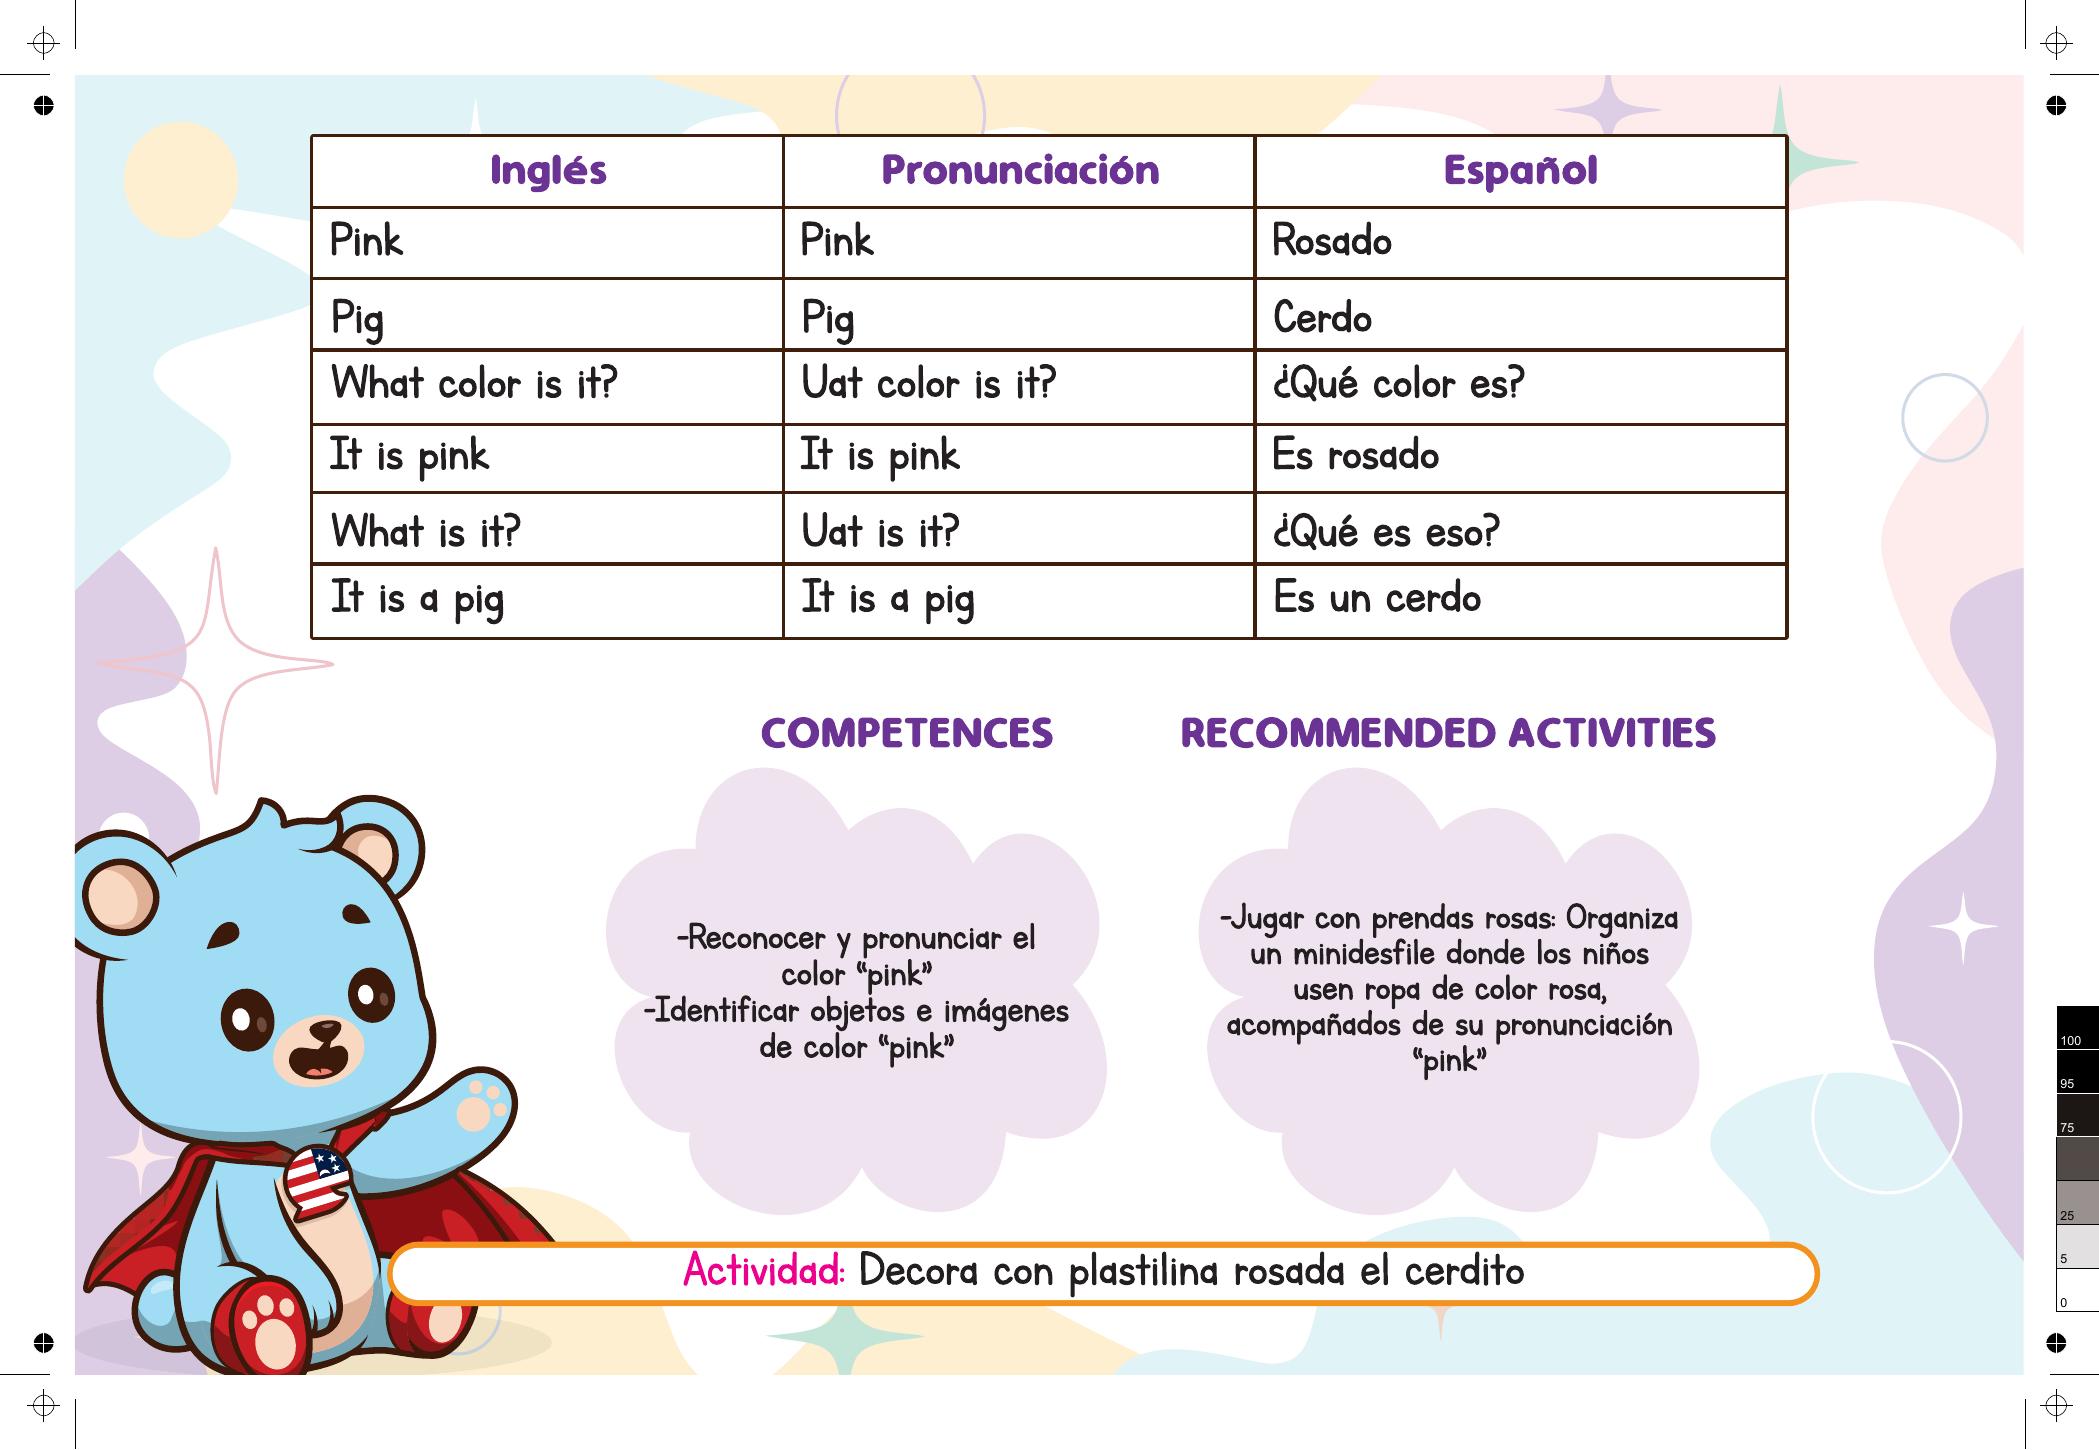 Inglés Pronunciación Español
Pink Pink Rosado
Pig Pig Cerdo
What color is it? Uat color is it? ¿Qué color es?
It is pink It is pink Es rosado
What is it? Uat is it? ¿Qué es eso?
It is a pig It is a pig Es un cerdo
COMPETENCES
-Reconocer y pronunciar el
color “pink”
-Identificar objetos e imágenes
de color “pink”
RECOMMENDED ACTIVITIES
-Jugar con prendas rosas: Organiza
un minidesfile donde los niños
usen ropa de color rosa,
acompañados de su pronunciación
“pink”
Actividad: Decora con plastilina rosada el cerdito
100
95
75
25
5
0